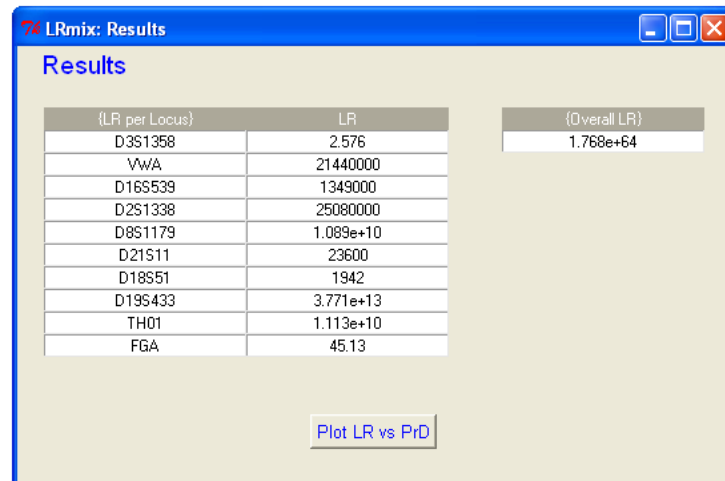 LRmix: Results
Results
{LR per Locus} LR
D3S1358 2.576
VWA 21440000
D16S539 1349000
D2S1338 25080000
D8S1179 1.089e+10
D21S11 23600
D18S51 1942
D19S433 3.771e+13
TH01 1.113e+10
FGA 45.13
{Overall LR}
1.768e+64
Plot LR vs PrD